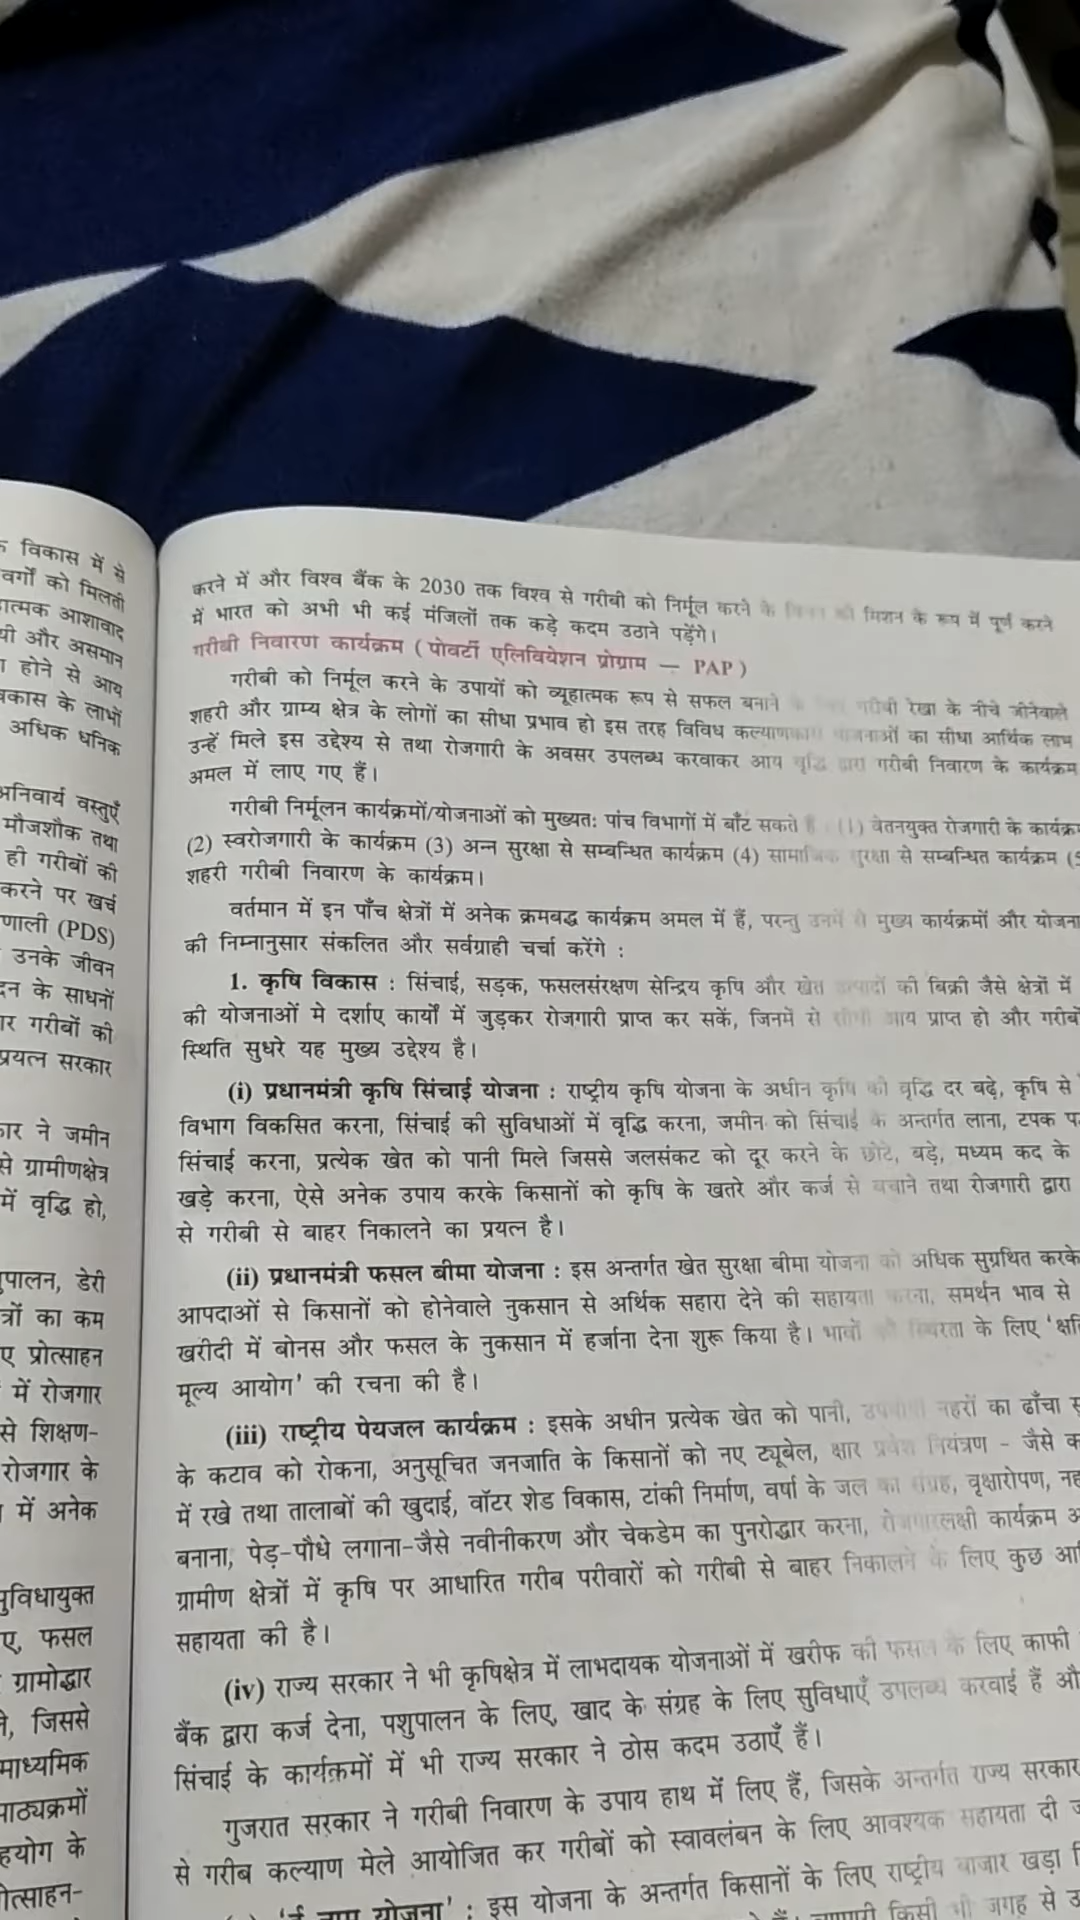 क विकास में से
वर्गों को मिलती
आशावाद
और असमान
होने से आय
विकास के लाभों
अधिक धनिक
अनिवार्य वस्तुएँ
मौजशौक तथा
ही गरीबों की
करने पर खर्च
(PDS)
उनके जीवन
के साधनों
गरीबों की
प्रयत्न सरकार
ने जमीन
से ग्रामीणक्षेत्र
में वृद्धि हो,
डेरी
का कम
प्रोत्साहन
में रोजगार
से शिक्षण-
रोजगार के
में अनेक
सुविधायुक्त
फसल
ग्रामोद्धार
जिससे
माध्यमिक
पाठ्यक्रमों
के
करने में और विश्व बैंक के 2030 तक विश्व से गरीबी को निर्मूल करने के मिशन के रूप में पूर्ण करने
में भारत को अभी भी कई मंजिलों तक कड़े कदम उठाने पड़ेंगे।
गरीबी निवारण कार्यक्रम ( पोवर्टी एलिवियेशन प्रोग्राम — PAP )
गरीबी को निर्मूल करने के उपायों को व्यूहात्मक रूप से सफल बनाने के गरीबी रेखा के नीचे जीनेवाले
शहरी और ग्राम्य क्षेत्र के लोगों का सीधा प्रभाव हो इस तरह विविध का सीधा आर्थिक लाभ
उन्हें मिले इस उद्देश्य से तथा रोजगारी के अवसर उपलब्ध करवाकर आय वृद्धि द्वारा गरीबी निवारण के कार्यक्रम
अमल में लाए गए हैं।
गरीबी निर्मूलन कार्यक्रमों/योजनाओं को मुख्यतः पांच विभागों में बाँट सकते हैं (1) वेतनयुक्त रोजगारी के कार्यक्रम
(2) स्वरोजगारी के कार्यक्रम (3) अन्न सुरक्षा से सम्बन्धित कार्यक्रम (4) सामाजिक सुरक्षा से सम्बन्धित कार्यक्रम (5
शहरी गरीबी निवारण के कार्यक्रम।
वर्तमान में इन पाँच क्षेत्रों में अनेक क्रमबद्ध कार्यक्रम अमल में हैं, परन्तु उनमें से मुख्य कार्यक्रमों और योजना
की निम्नानुसार संकलित और सर्वग्राही चर्चा करेंगे :
1. कृषि विकास : सिंचाई, सड़क, फसलसंरक्षण सेन्द्रिय कृषि और खेत उत्पादों की बिक्री जैसे क्षेत्रों में
की योजनाओं मे दर्शाए कार्यों में जुड़कर रोजगारी प्राप्त कर सकें, जिनमें से सीधी आय प्राप्त हो और गरीबों
स्थिति सुधरे यह मुख्य उद्देश्य है।
(i) प्रधानमंत्री कृषि सिंचाई योजना : राष्ट्रीय कृषि योजना के अधीन कृषि की वृद्धि दर बढ़े, कृषि से
विभाग विकसित करना, सिंचाई की सुविधाओं में वृद्धि करना, जमीन को सिंचाई के अन्तर्गत लाना, टपक
सिंचाई करना, प्रत्येक खेत को पानी मिले जिससे जलसंकट को दूर करने के छोटे, बड़े, मध्यम कद के
खड़े करना, ऐसे अनेक उपाय करके किसानों को कृषि के खतरे और कर्ज से बचाने तथा रोजगारी द्वारा
से गरीबी से बाहर निकालने का प्रयत्न है।
(ii) प्रधानमंत्री फसल बीमा योजना : इस अन्तर्गत खेत सुरक्षा बीमा योजना को अधिक सुग्रथित करके
आपदाओं से किसानों को होनेवाले नुकसान से अर्थिक सहारा देने की सहायता करना, समर्थन भाव से
खरीदी में बोनस और फसल के नुकसान में हर्जाना देना शुरू किया है। भावों की स्थिरता के लिए
मूल्य आयोग' की रचना की है।
(iii) राष्ट्रीय पेयजल कार्यक्रम : इसके अधीन प्रत्येक खेत को पानी, नहरों का ढाँचा
के कटाव को रोकना, अनुसूचित जनजाति के किसानों को नए ट्यूबेल, क्षार प्रवेश नियंत्रण - जैसे
में रखे तथा तालाबों की खुदाई, वॉटर शेड विकास, टांकी निर्माण, वर्षा के जल का संग्रह, वृक्षारोपण,
बनाना, पेड़-पौधे लगाना-जैसे नवीनीकरण और चेकडेम का पुनरोद्धार करना, रोजगारलक्षी कार्यक्रम
ग्रामीण क्षेत्रों में कृषि पर आधारित गरीब परीवारों को गरीबी से बाहर निकालने के लिए कुछ
सहायता की है।
(iv) राज्य सरकार ने भी कृषिक्षेत्र में लाभदायक योजनाओं में खरीफ की फसल के लिए काफी
बैंक द्वारा कर्ज देना, पशुपालन के लिए, खाद के संग्रह के लिए सुविधाएँ उपलब्ध करवाई हैं
सिंचाई के कार्यक्रमों में भी राज्य सरकार ने ठोस कदम उठाएँ हैं।
गुजरात सरकार ने गरीबी निवारण के उपाय हाथ में लिए हैं, जिसके अन्तर्गत राज्य सरकार
से गरीब कल्याण मेले आयोजित कर गरीबों को स्वावलंबन के लिए आवश्यक सहायता दी
योजना' : इस योजना के अन्तर्गत किसानों के लिए राष्ट्रीय बाजार खड़ा
किसी भी जगह से